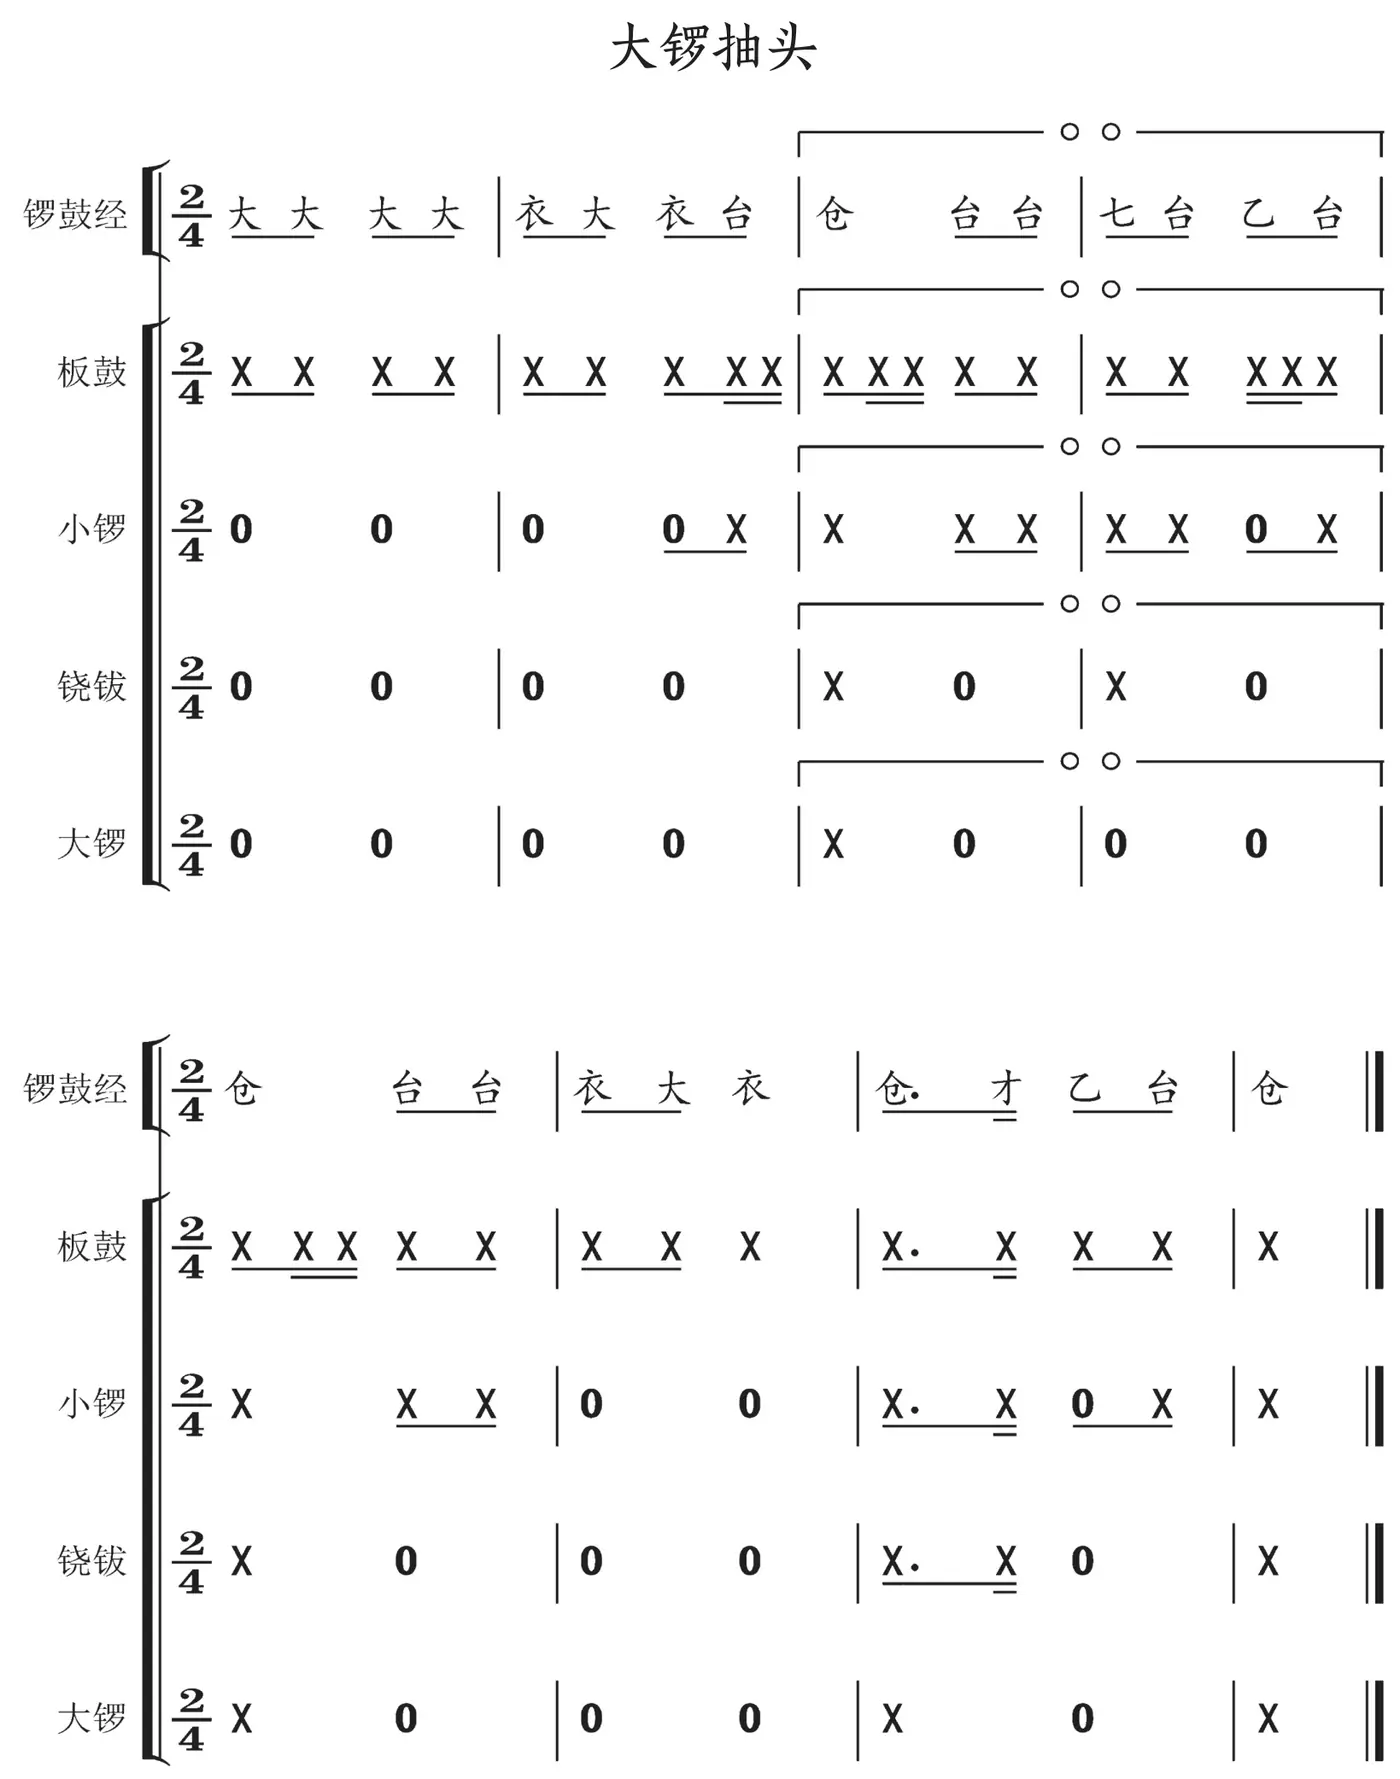 大锣抽头
锣鼓经 2/4 大 大 大 大 | 衣 大 衣 台 | 仓 台 台 | 七 台 乙 台 |
板鼓 2/4 X X X X | X X X X X | X X X X X | X X X X X |
小锣 2/4 0 0 | 0 0 X | X X X | X X 0 X |
铙钹 2/4 0 0 | 0 0 | X 0 | X 0 |
大锣 2/4 0 0 | 0 0 | X 0 | 0 0 |
锣鼓经 2/4 仓 台 台 | 衣 大 衣 | 仓. 才 乙 台 | 仓
板鼓 2/4 X X X X X | X X X | X. X X X | X
小锣 2/4 X X X | 0 0 | X. X 0 X | X
铙钹 2/4 X 0 | 0 0 | X. X 0 | X
大锣 2/4 X 0 | 0 0 | X 0 | X